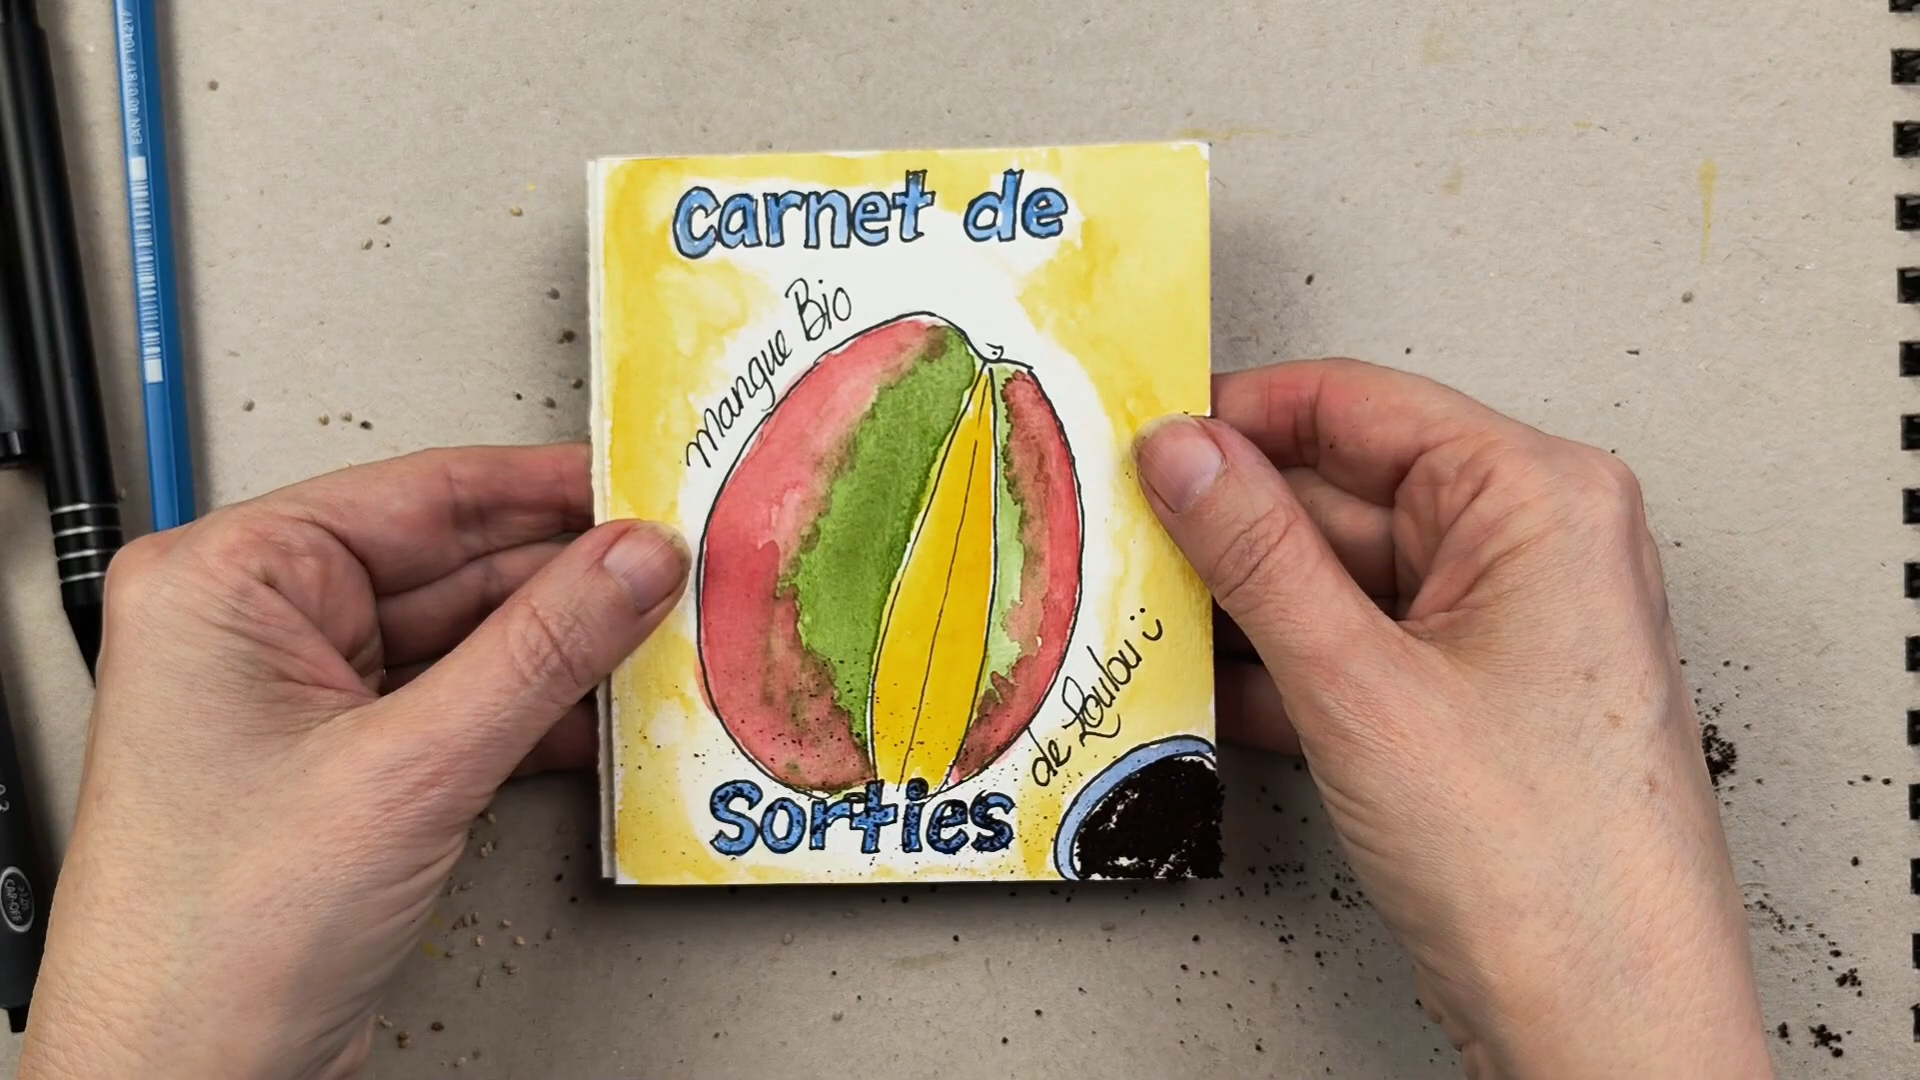 Carnet de
Mangue Bio
de Loulou :)
Sorties